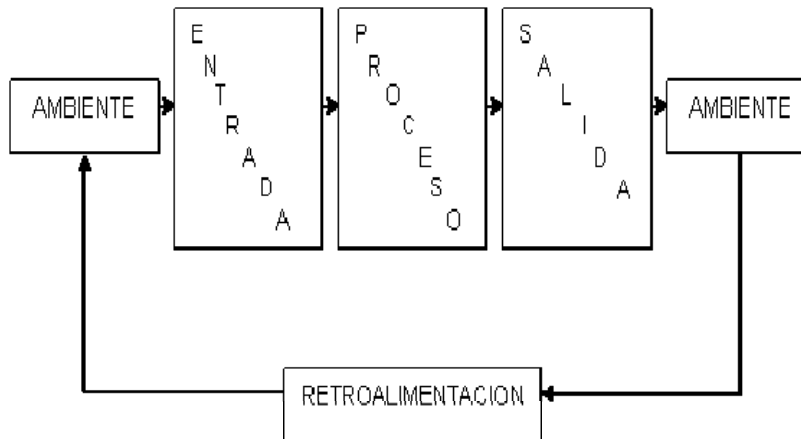 AMBIENTE
ENTRADA
PROCESO
SALIDA
AMBIENTE
RETROALIMENTACION